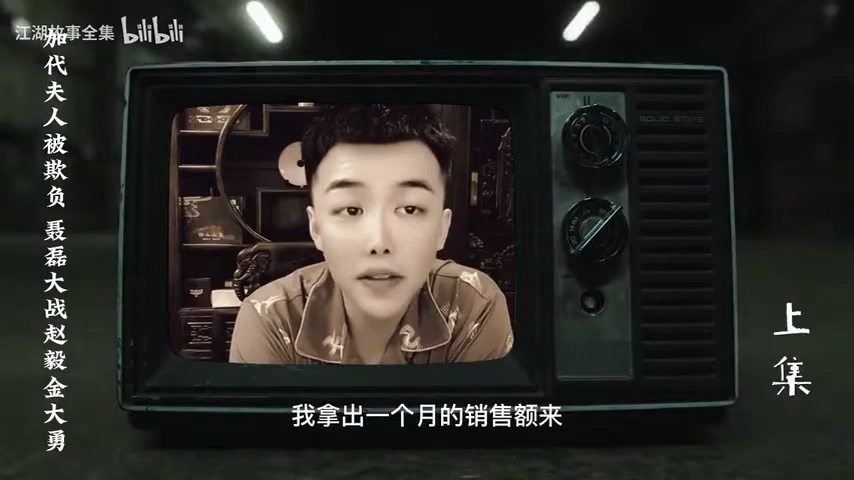 江湖故事全集 bilibili
加代夫人被欺负 聂磊大战赵毅金大勇
SOLID STATE
上集
我拿出一个月的销售额来